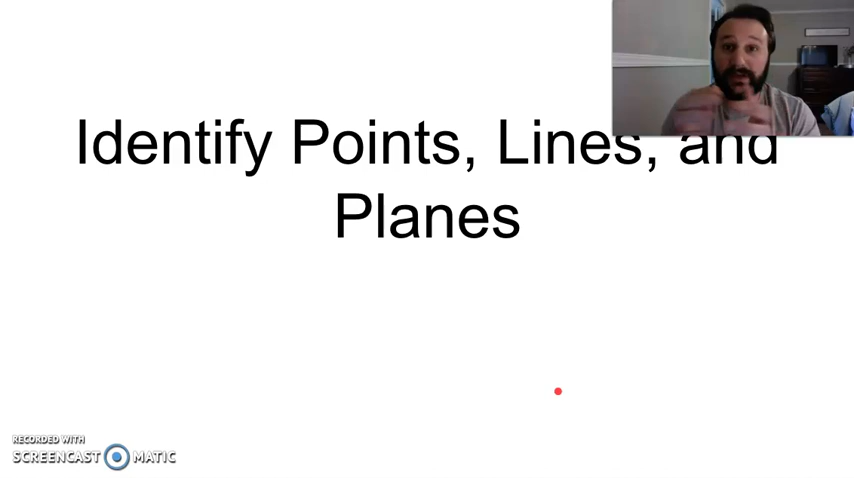 Identify Points, Lines, and
Planes
RECORDED WITH
SCREENCAST MATIC